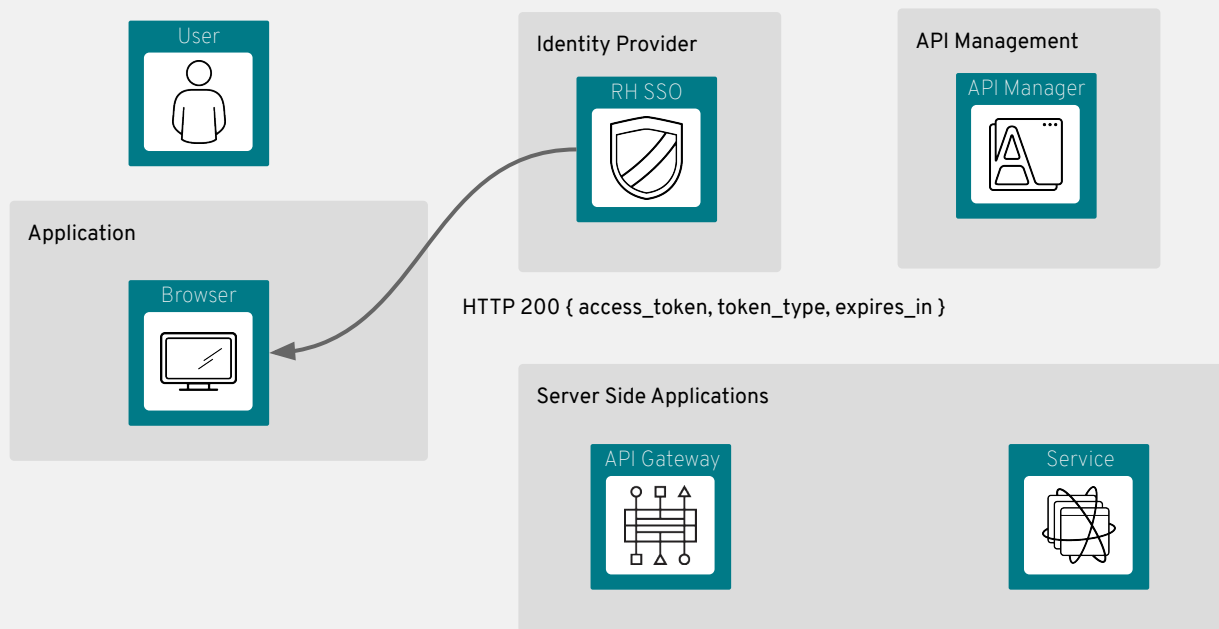 User
Identity Provider
RH SSO
API Management
API Manager
Application
Browser
HTTP 200 { access_token, token_type, expires_in }
Server Side Applications
API Gateway
Service